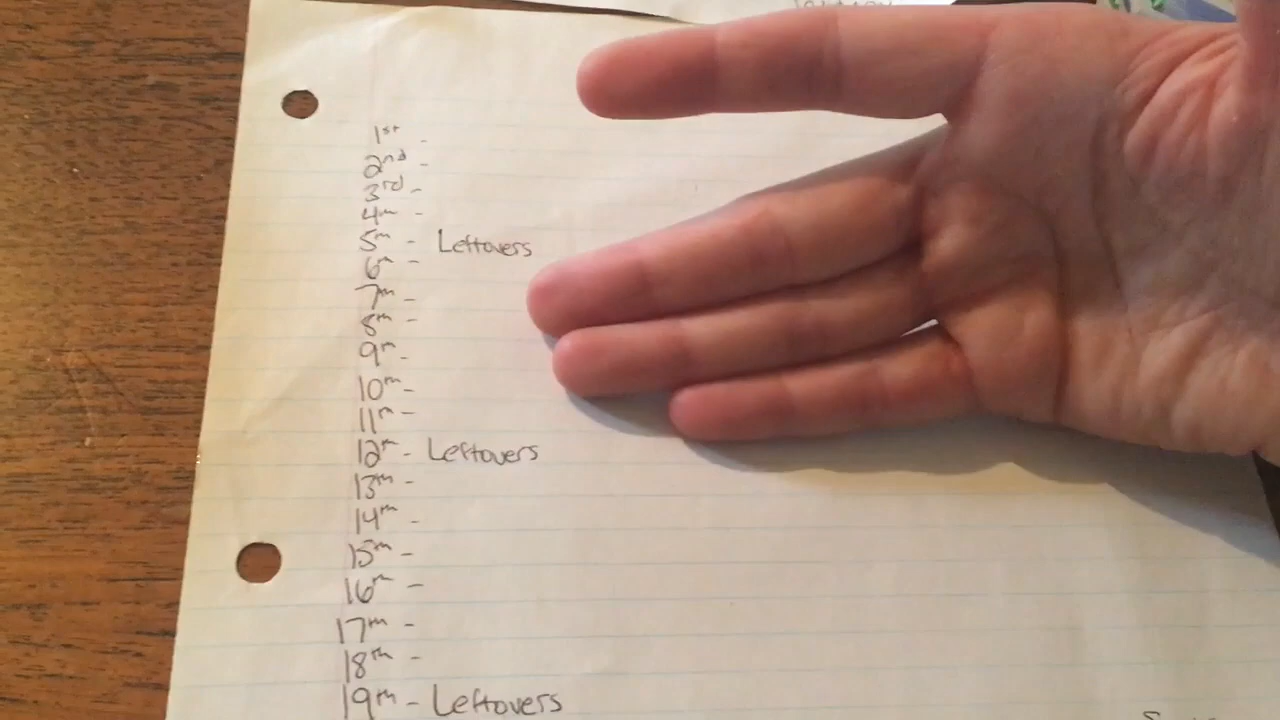 1st -
2nd -
3rd -
4th -
5th - Leftovers
6th -
7th -
8th -
9th -
10th -
11th -
12th - Leftovers
13th -
14th -
15th -
16th -
17th -
18th -
19th - Leftovers